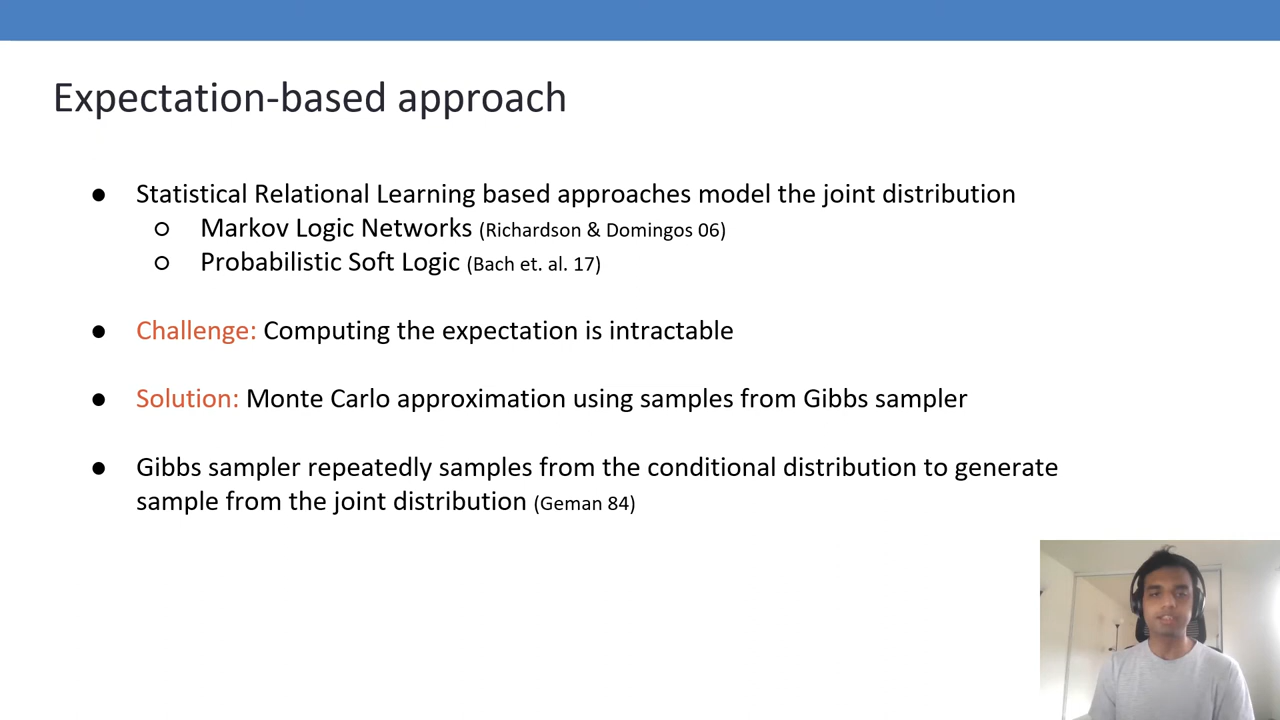 Expectation-based approach
● Statistical Relational Learning based approaches model the joint distribution
○ Markov Logic Networks (Richardson & Domingos 06)
○ Probabilistic Soft Logic (Bach et. al. 17)
● Challenge: Computing the expectation is intractable
● Solution: Monte Carlo approximation using samples from Gibbs sampler
● Gibbs sampler repeatedly samples from the conditional distribution to generate
sample from the joint distribution (Geman 84)